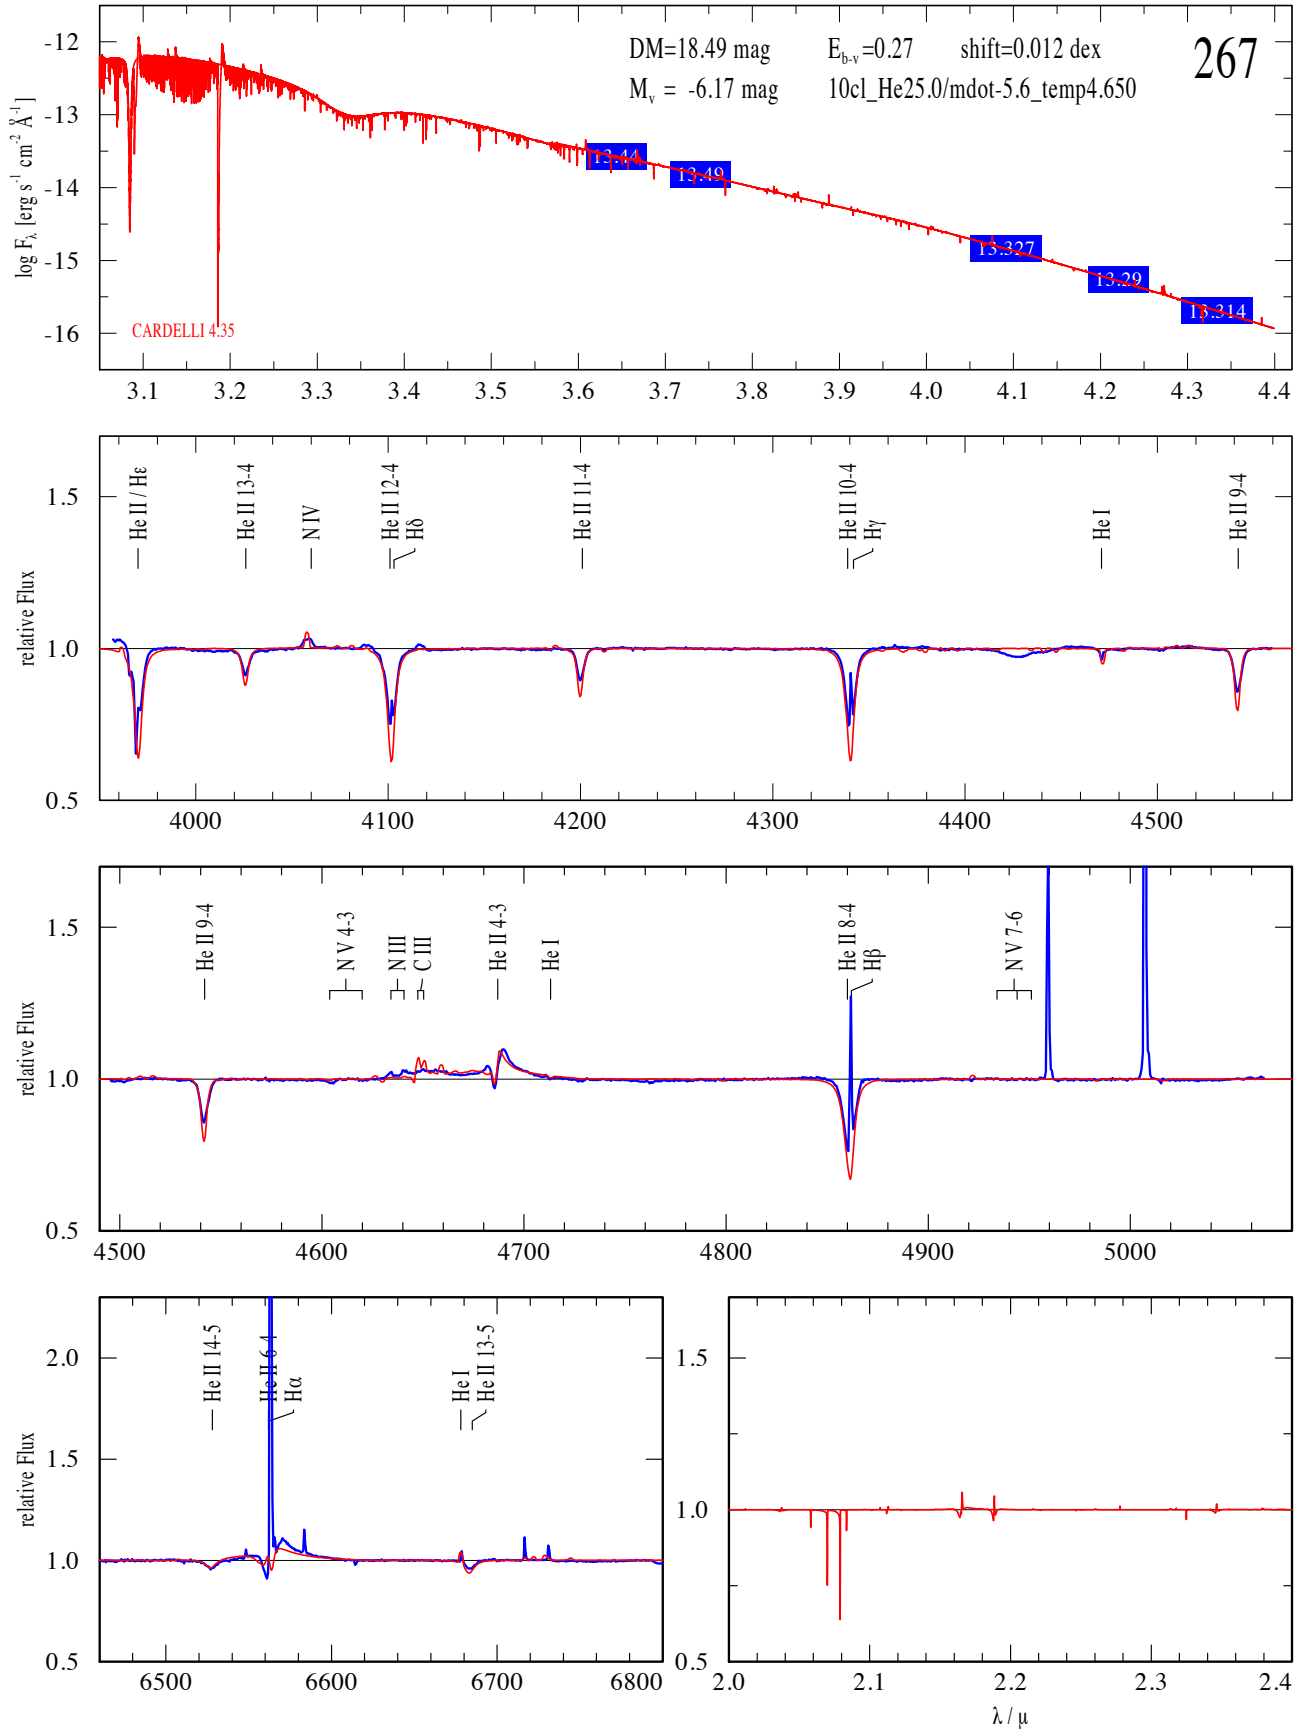 DM=18.49 mag E_b-v=0.27 shift=0.012 dex 267
M_v = -6.17 mag 10cl_He25.0/mdot-5.6_temp4.650
log F_λ [erg s⁻¹ cm⁻² Å⁻¹]
-12
-13
-14
-15
-16
13.44
13.49
13.327
13.29
13.314
CARDELLI 4.35
3.1 3.2 3.3 3.4 3.5 3.6 3.7 3.8 3.9 4.0 4.1 4.2 4.3 4.4
relative Flux
1.5
1.0
0.5
He II / Hε
He II 13-4
N IV
He II 12-4
Hδ
He II 11-4
He II 10-4
Hγ
He I
He II 9-4
4000 4100 4200 4300 4400 4500
relative Flux
1.5
1.0
0.5
He II 9-4
N V 4-3
N III
C III
He II 4-3
He I
He II 8-4
Hβ
N V 7-6
4500 4600 4700 4800 4900 5000
relative Flux
2.0
1.5
1.0
0.5
He II 14-5
He II 6-4
Hα
He I
He II 13-5
6500 6600 6700 6800
1.5
1.0
0.5
2.0 2.1 2.2 2.3 2.4
λ / μ